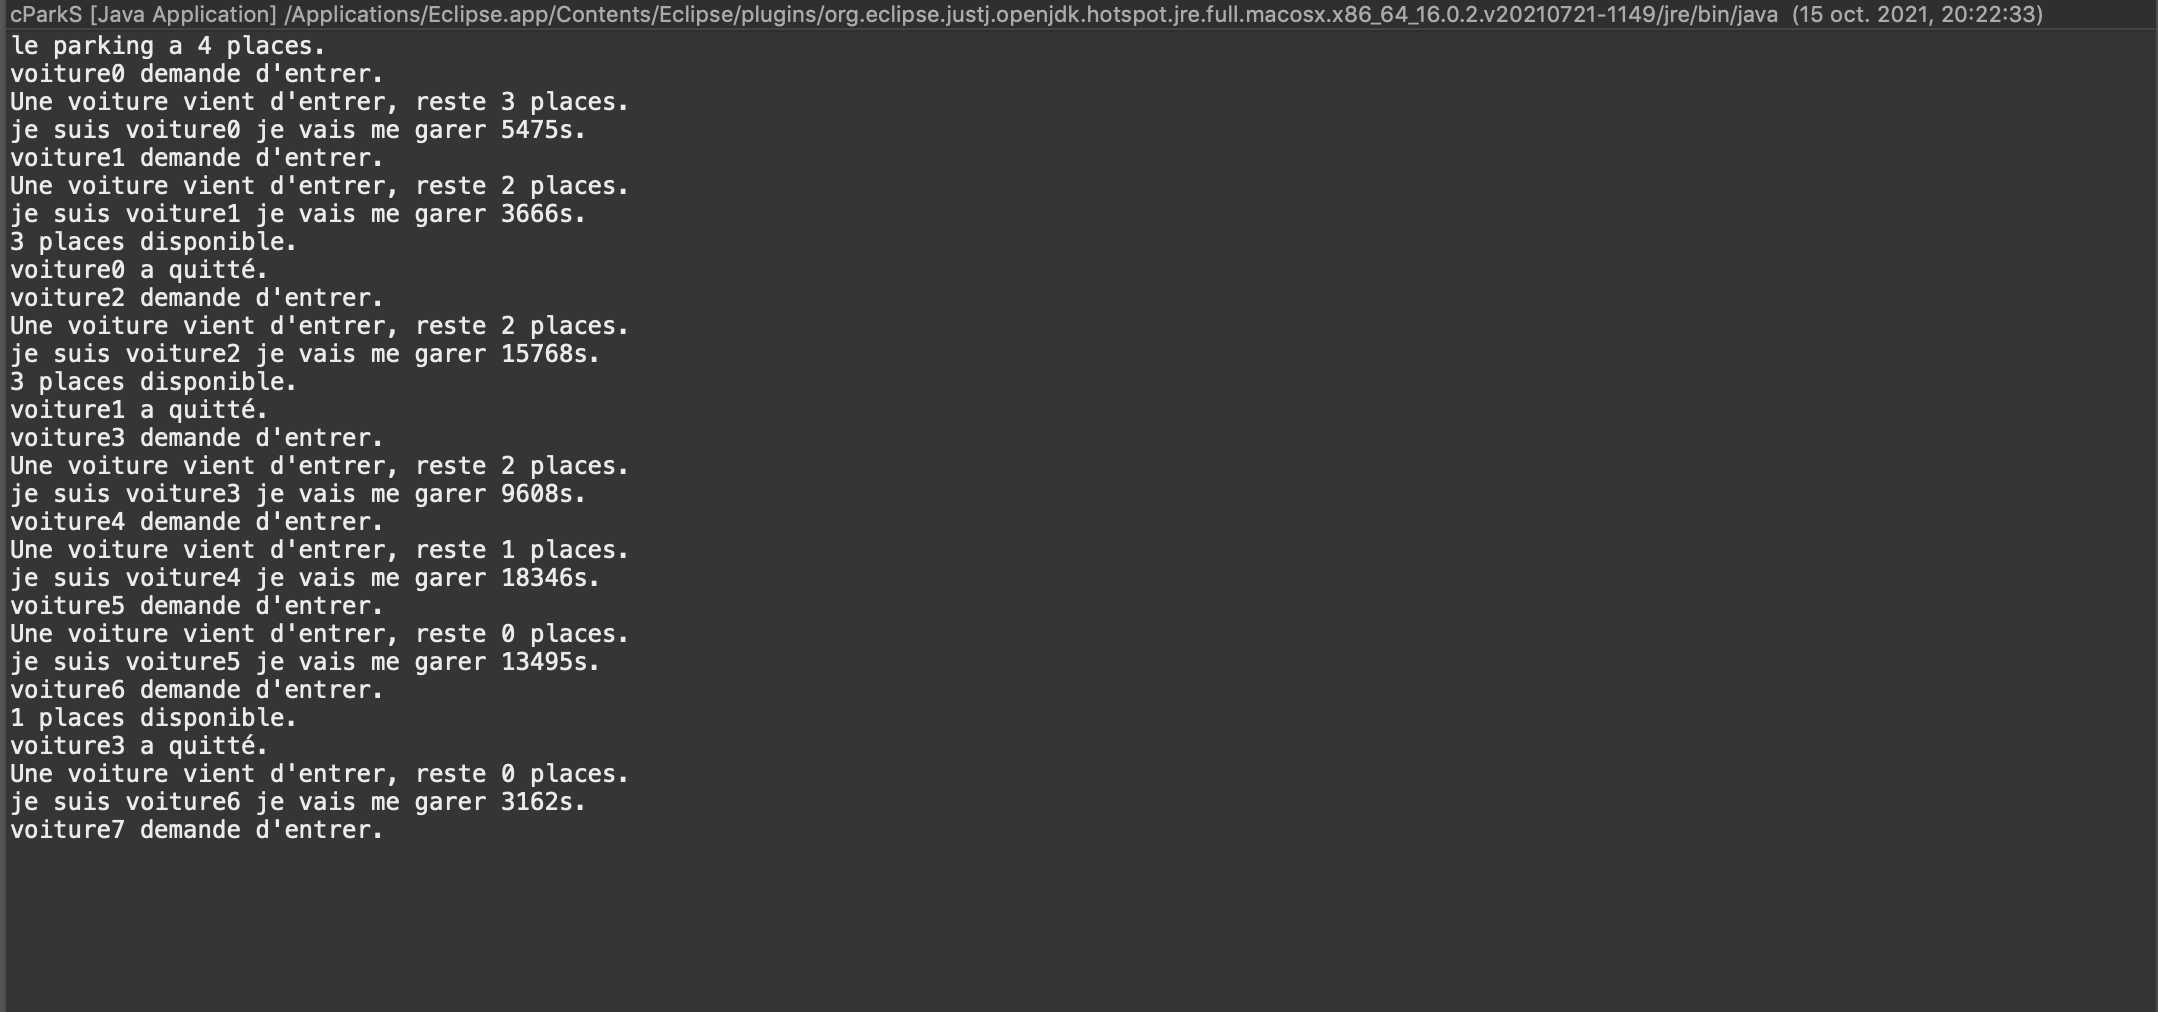 cParkS [Java Application] /Applications/Eclipse.app/Contents/Eclipse/plugins/org.eclipse.justj.openjdk.hotspot.jre.full.macosx.x86_64_16.0.2.v20210721-1149/jre/bin/java (15 oct. 2021, 20:22:33)
le parking a 4 places.
voiture0 demande d'entrer.
Une voiture vient d'entrer, reste 3 places.
je suis voiture0 je vais me garer 5475s.
voiture1 demande d'entrer.
Une voiture vient d'entrer, reste 2 places.
je suis voiture1 je vais me garer 3666s.
3 places disponible.
voiture0 a quitté.
voiture2 demande d'entrer.
Une voiture vient d'entrer, reste 2 places.
je suis voiture2 je vais me garer 15768s.
3 places disponible.
voiture1 a quitté.
voiture3 demande d'entrer.
Une voiture vient d'entrer, reste 2 places.
je suis voiture3 je vais me garer 9608s.
voiture4 demande d'entrer.
Une voiture vient d'entrer, reste 1 places.
je suis voiture4 je vais me garer 18346s.
voiture5 demande d'entrer.
Une voiture vient d'entrer, reste 0 places.
je suis voiture5 je vais me garer 13495s.
voiture6 demande d'entrer.
1 places disponible.
voiture3 a quitté.
Une voiture vient d'entrer, reste 0 places.
je suis voiture6 je vais me garer 3162s.
voiture7 demande d'entrer.